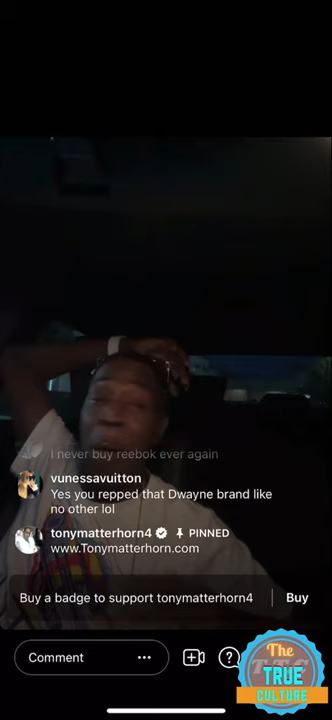 I never buy reebok ever again
vunessavuitton
Yes you repped that Dwayne brand like
no other lol
tonymatterhorn4 PINNED
www.Tonymatterhorn.com
Buy a badge to support tonymatterhorn4 Buy
Comment
The
TRUE
CULTURE